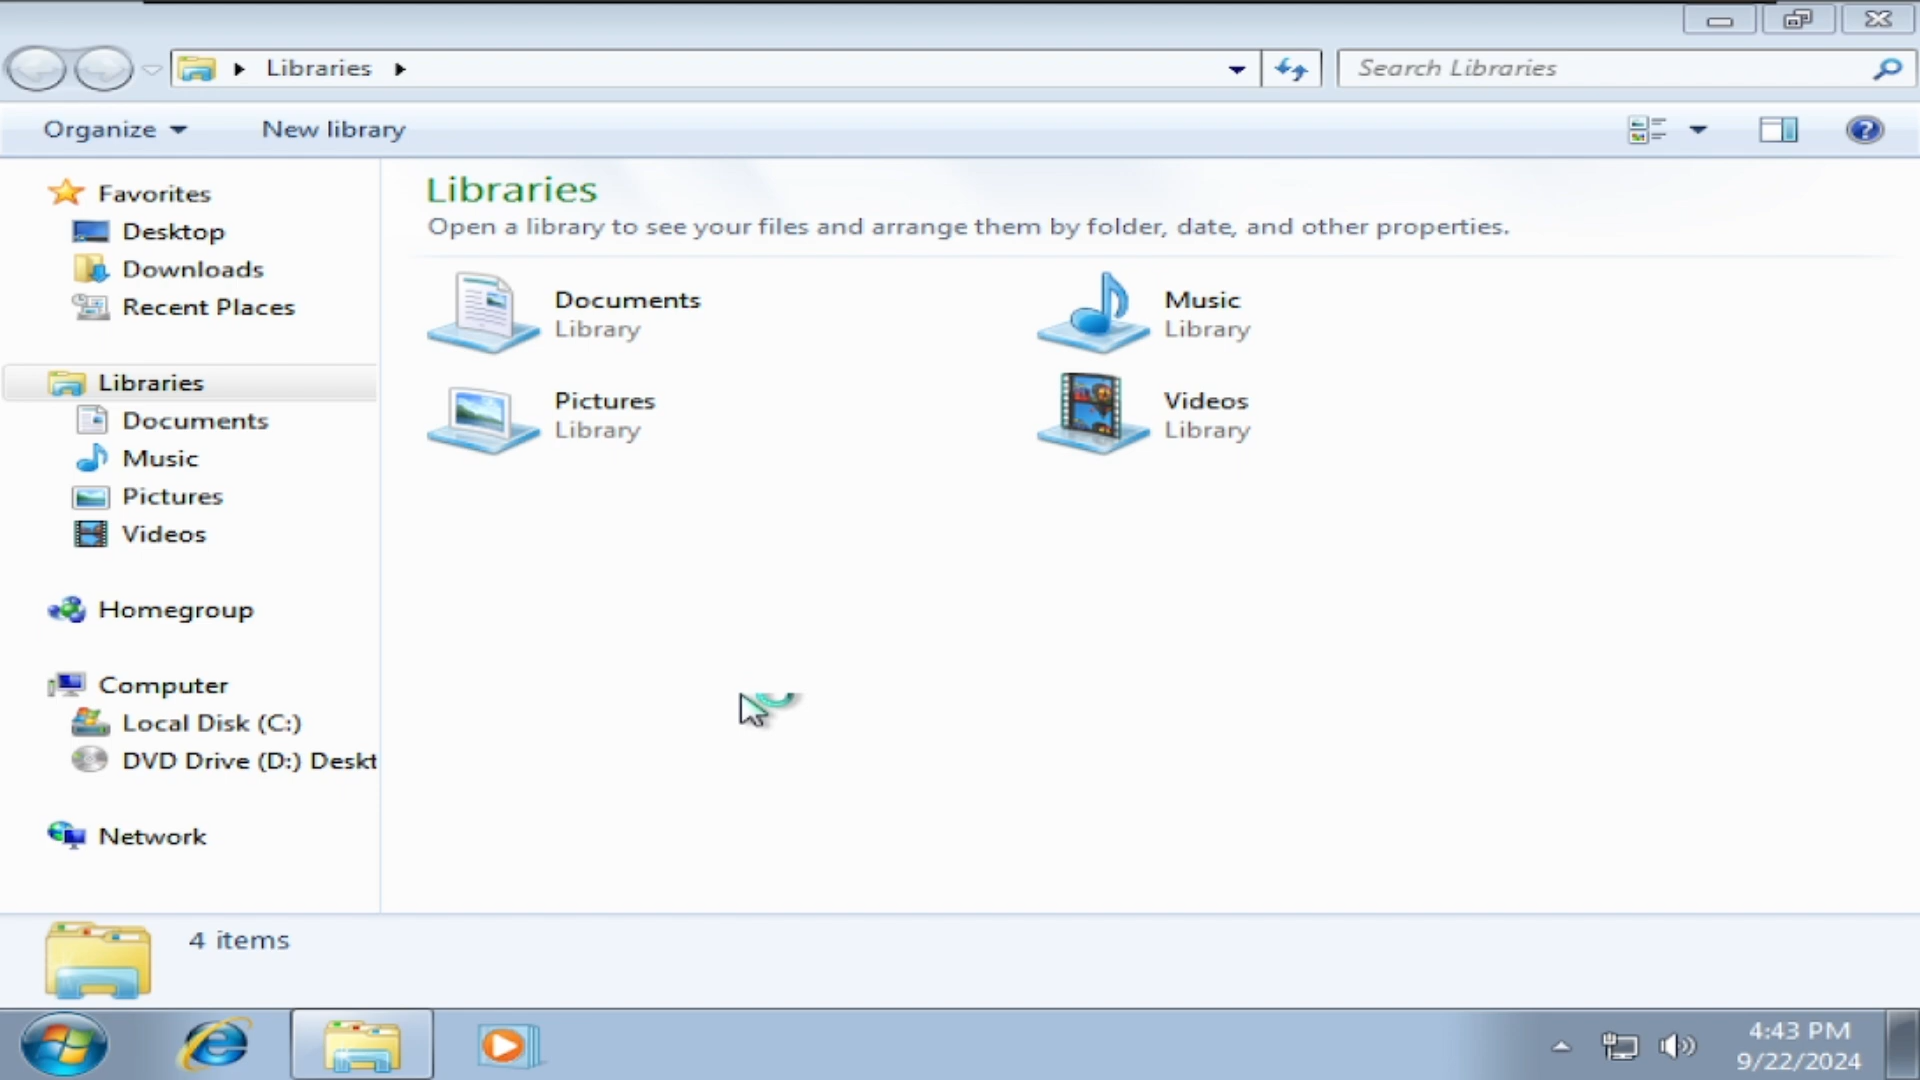 Libraries
Search Libraries
Organize
New library
Favorites
Desktop
Downloads
Recent Places
Libraries
Documents
Music
Pictures
Videos
Homegroup
Computer
Local Disk (C:)
DVD Drive (D:) Deskt
Network
Libraries
Open a library to see your files and arrange them by folder, date, and other properties.
Documents
Library
Music
Library
Pictures
Library
Videos
Library
4 items
4:43 PM
9/22/2024